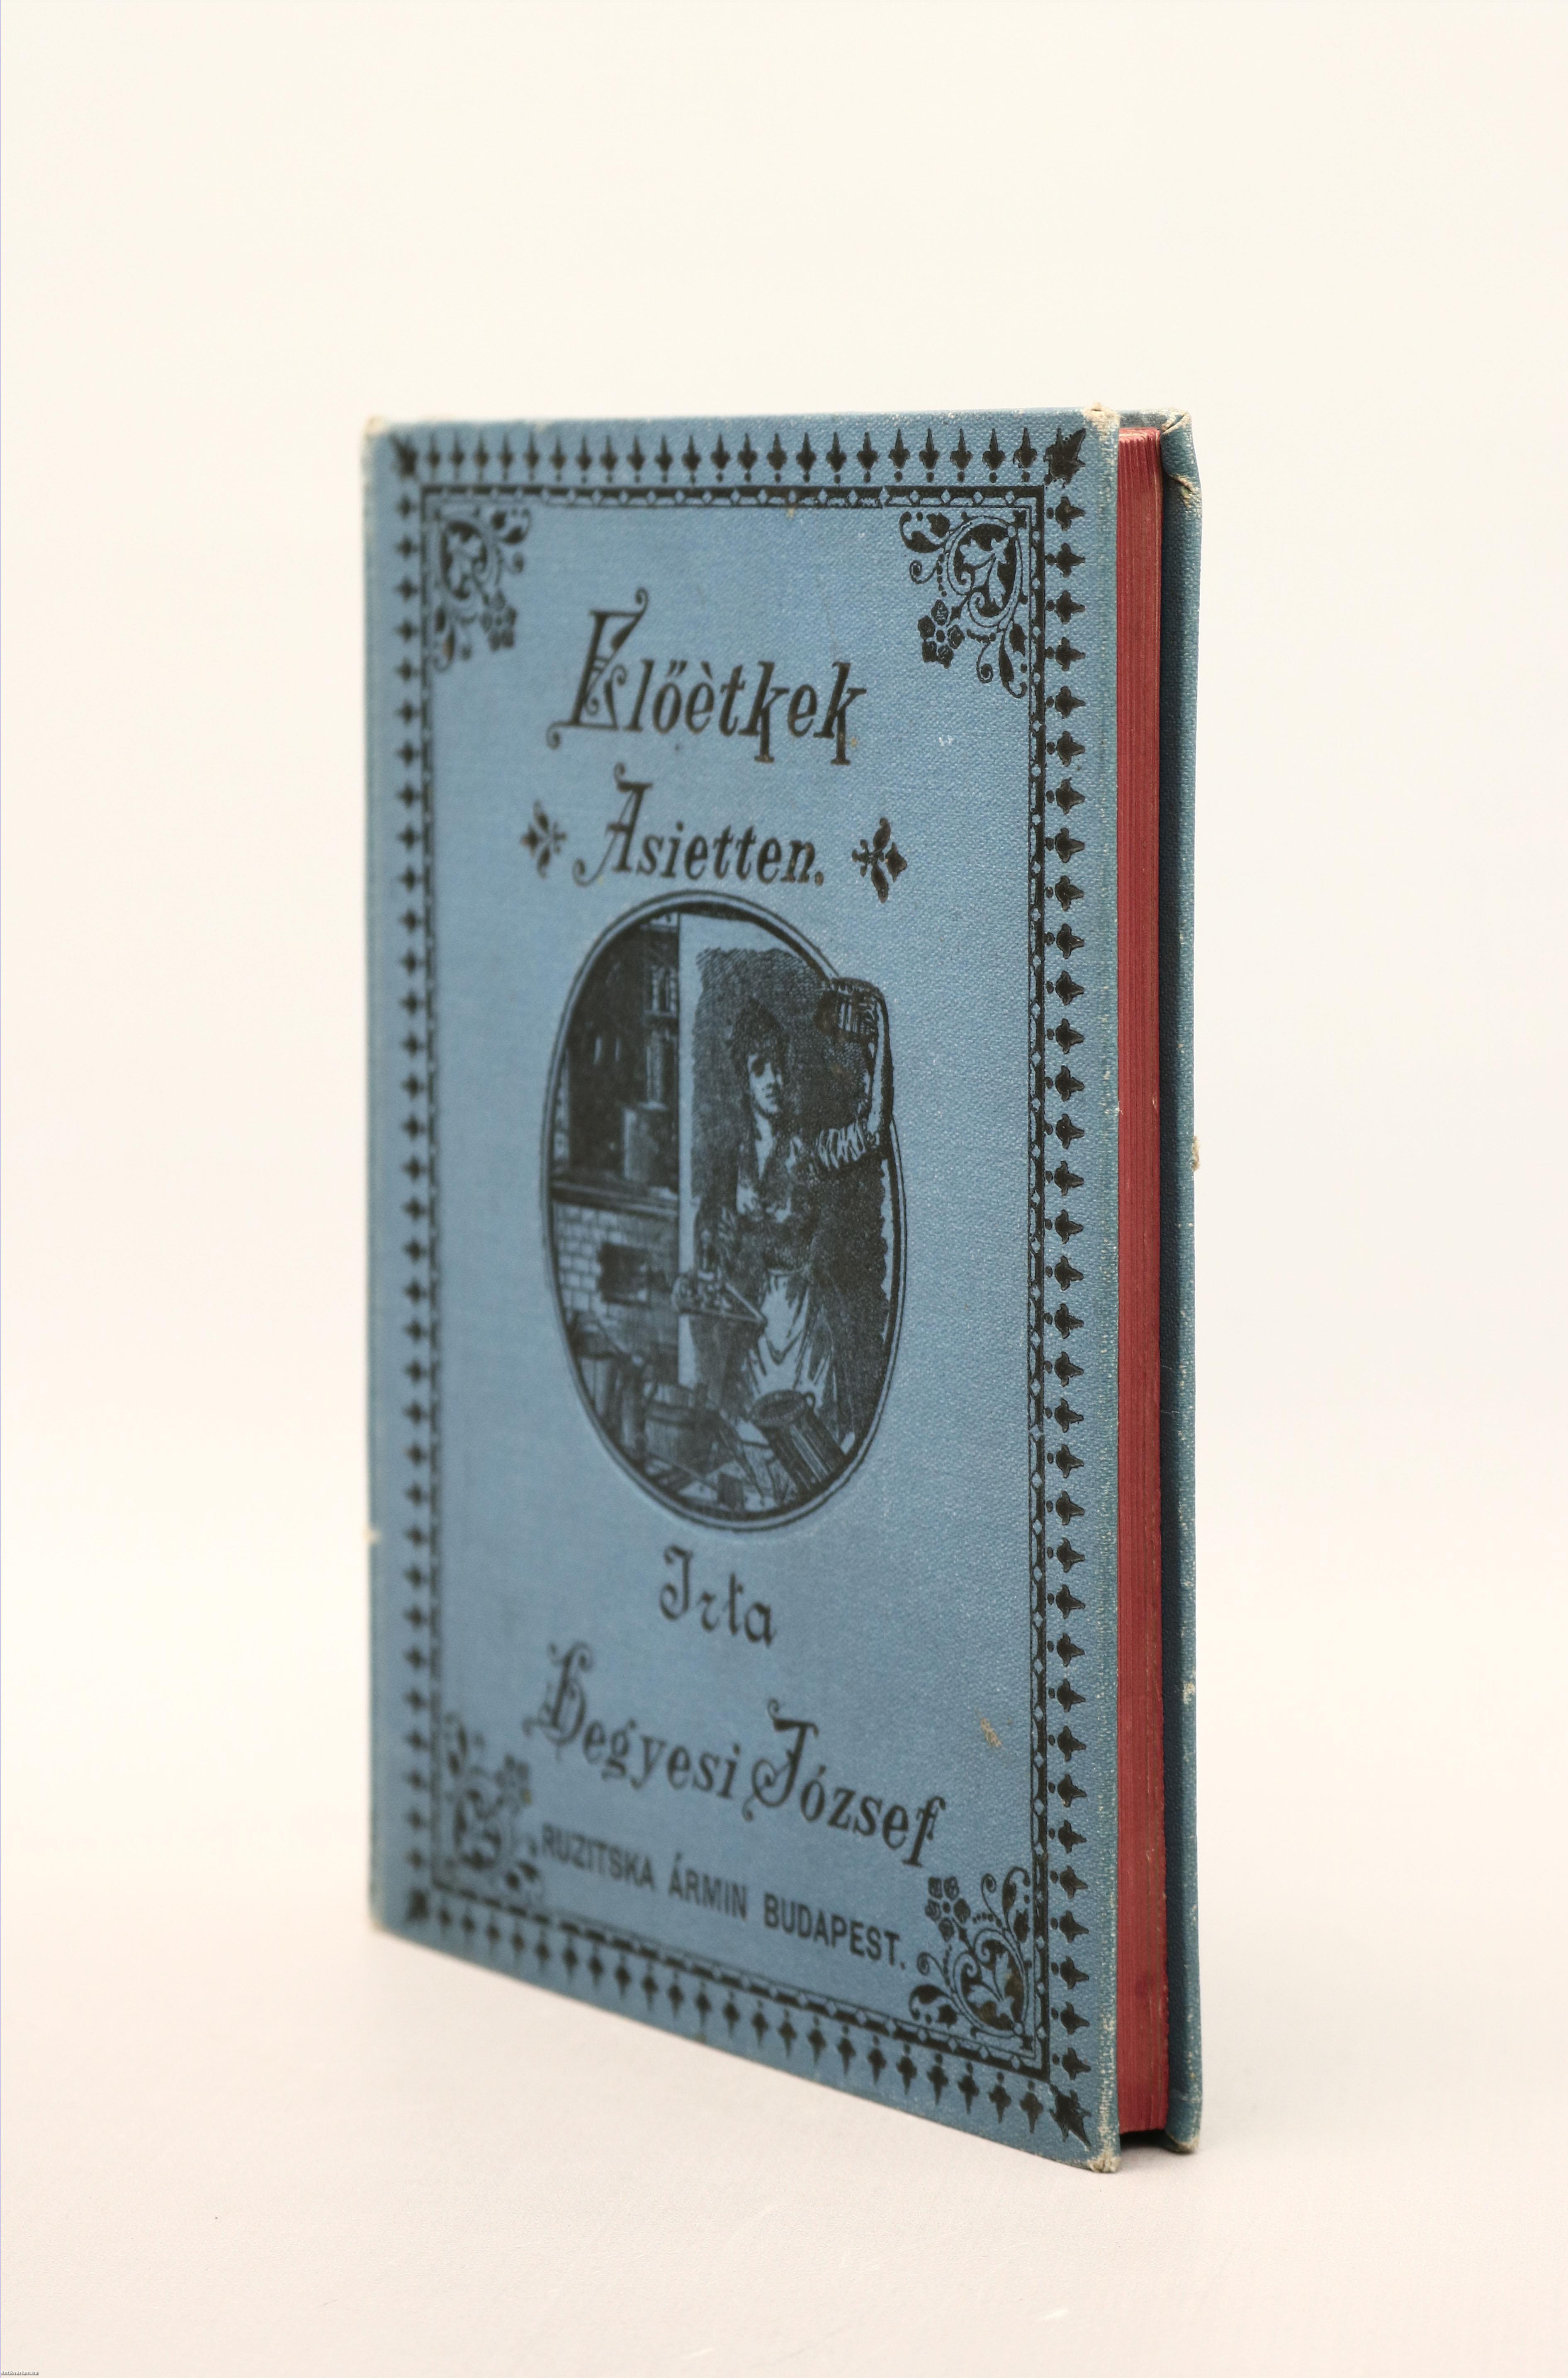 Előètkek
Asietten.
Irta
Hegyesi József
RUZITSKA ÁRMIN BUDAPEST.